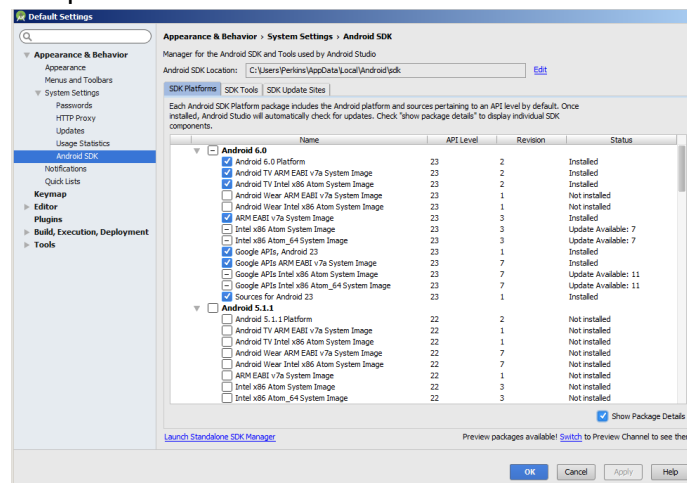 Default Settings
Appearance & Behavior › System Settings › Android SDK
Appearance & Behavior
Appearance
Menus and Toolbars
System Settings
Passwords
HTTP Proxy
Updates
Usage Statistics
Android SDK
Notifications
Quick Lists
Keymap
Editor
Plugins
Build, Execution, Deployment
Tools
Manager for the Android SDK and Tools used by Android Studio
Android SDK Location: C:\Users\Perkins\AppData\Local\Android\sdk Edit
SDK Platforms SDK Tools SDK Update Sites
Each Android SDK Platform package includes the Android platform and sources pertaining to an API level by default. Once
installed, Android Studio will automatically check for updates. Check "show package details" to display individual SDK
components.
Name API Level Revision Status
Android 6.0
Android 6.0 Platform 23 2 Installed
Android TV ARM EABI v7a System Image 23 2 Installed
Android TV Intel x86 Atom System Image 23 2 Installed
Android Wear ARM EABI v7a System Image 23 1 Not installed
Android Wear Intel x86 Atom System Image 23 1 Not installed
ARM EABI v7a System Image 23 3 Installed
Intel x86 Atom System Image 23 3 Update Available: 7
Intel x86 Atom_64 System Image 23 3 Update Available: 7
Google APIs, Android 23 23 1 Installed
Google APIs ARM EABI v7a System Image 23 7 Installed
Google APIs Intel x86 Atom System Image 23 7 Update Available: 11
Google APIs Intel x86 Atom_64 System Image 23 7 Update Available: 11
Sources for Android 23 23 1 Installed
Android 5.1.1
Android 5.1.1 Platform 22 2 Not installed
Android TV ARM EABI v7a System Image 22 1 Not installed
Android TV Intel x86 Atom System Image 22 1 Not installed
Android Wear ARM EABI v7a System Image 22 7 Not installed
Android Wear Intel x86 Atom System Image 22 7 Not installed
ARM EABI v7a System Image 22 1 Not installed
Intel x86 Atom System Image 22 3 Not installed
Intel x86 Atom_64 System Image 22 3 Not installed
Show Package Details
Launch Standalone SDK Manager Preview packages available! Switch to Preview Channel to see
OK Cancel Apply Help